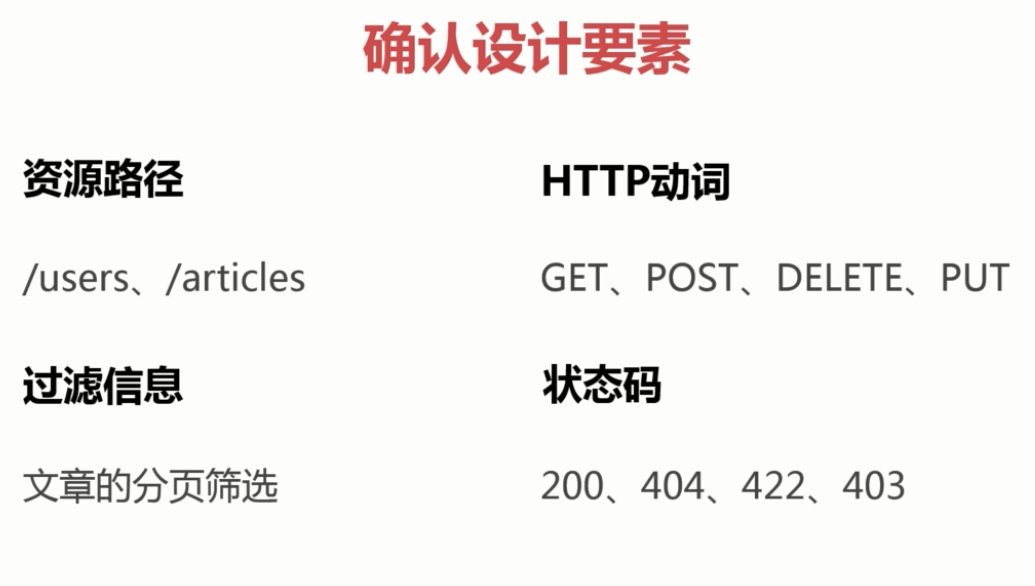 确认设计要素
资源路径
/users、/articles
HTTP动词
GET、POST、DELETE、PUT
过滤信息
文章的分页筛选
状态码
200、404、422、403